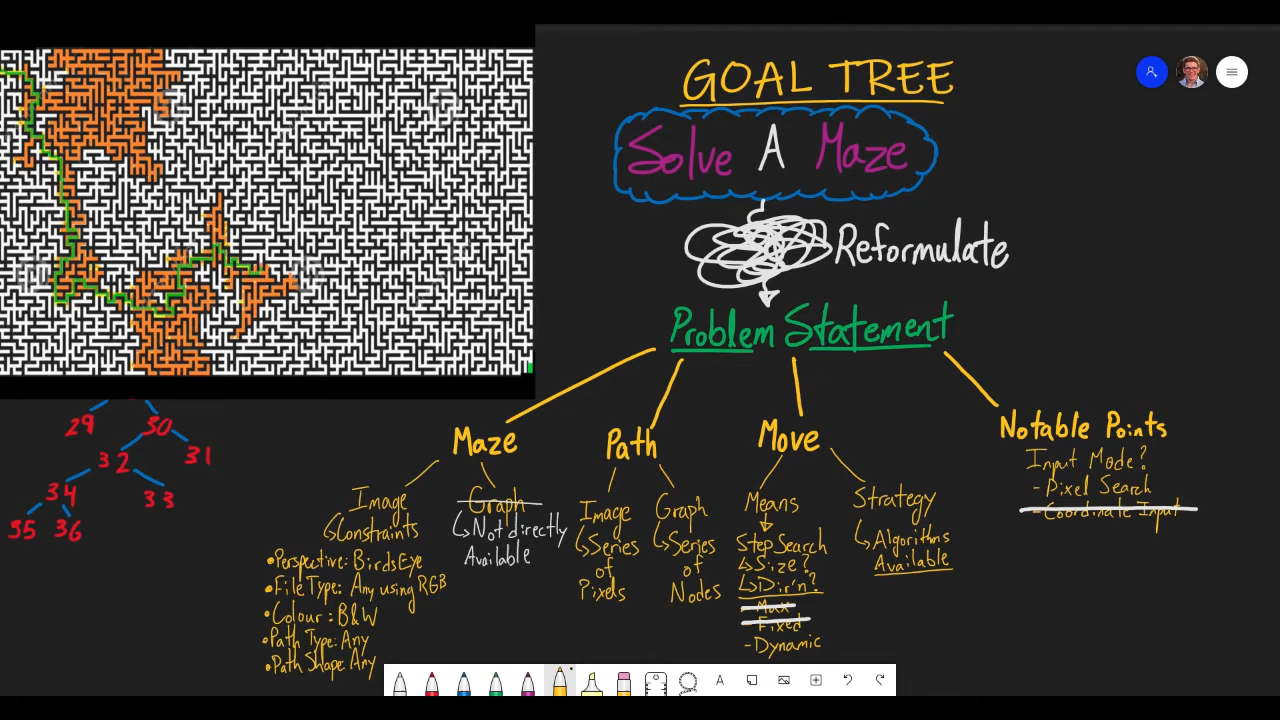 GOAL TREE
Solve A Maze
Reformulate
Problem Statement
Maze
Image
↳Constraints
•Perspective: BirdsEye
•File Type: Any using RGB
•Colour: B&W
•Path Type: Any
•Path Shape: Any
Graph
↳Not directly
Available
Path
Image
↳Series
of
Pixels
Graph
↳Series
of
Nodes
Move
Means
StepSearch
↳Size?
↳Dir'n?
-Max
-Fixed
-Dynamic
Strategy
↳Algorithms
Available
Notable Points
Input Mode?
-Pixel Search
-Coordinate Input
29 30
32 31
34 33
35 36
A